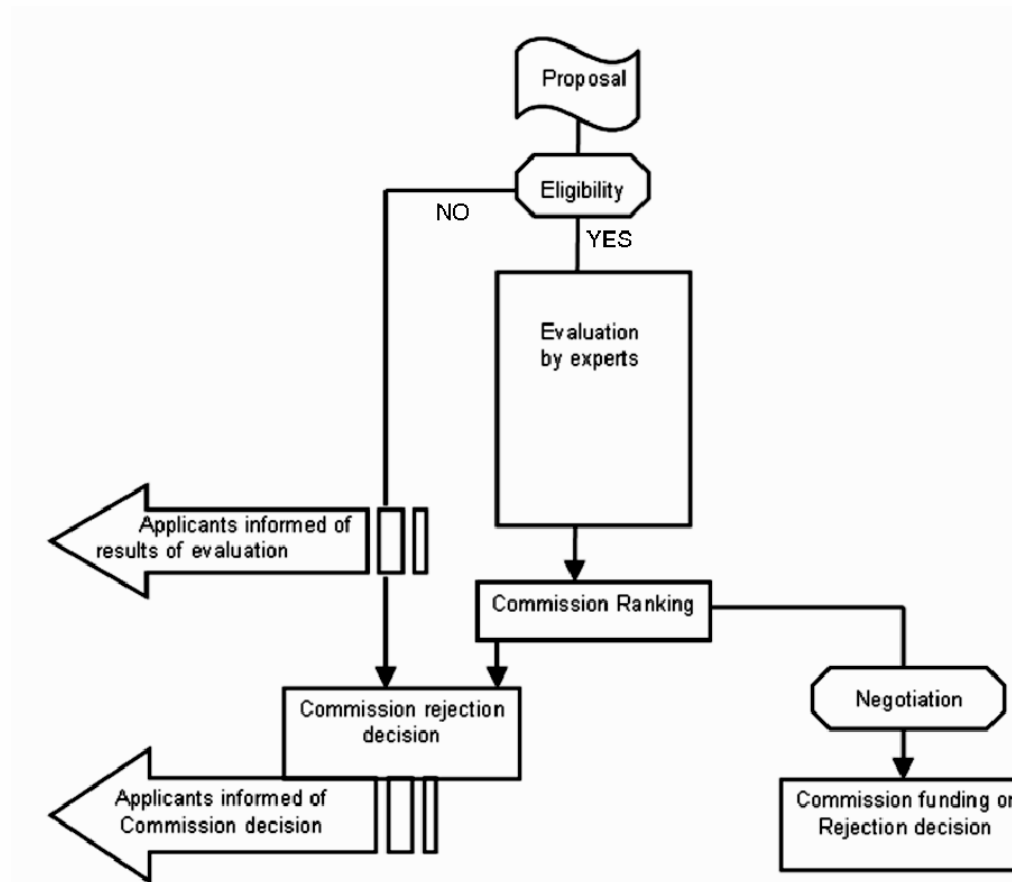 Proposal
Eligibility
NO
YES
Evaluation
by experts
Applicants informed of
results of evaluation
Commission Ranking
Commission rejection
decision
Negotiation
Applicants informed of
Commission decision
Commission funding or
Rejection decision